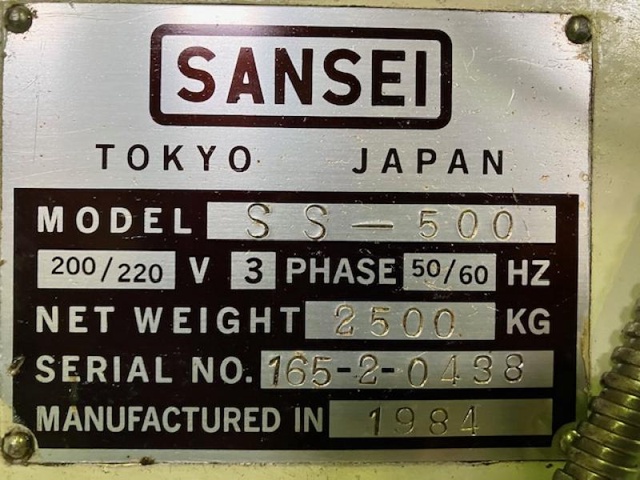 SANSEI
TOKYO JAPAN
MODEL SS-500
200/220 V 3 PHASE 50/60 HZ
NET WEIGHT 2500 KG
SERIAL NO. 165-2-0438
MANUFACTURED IN 1984